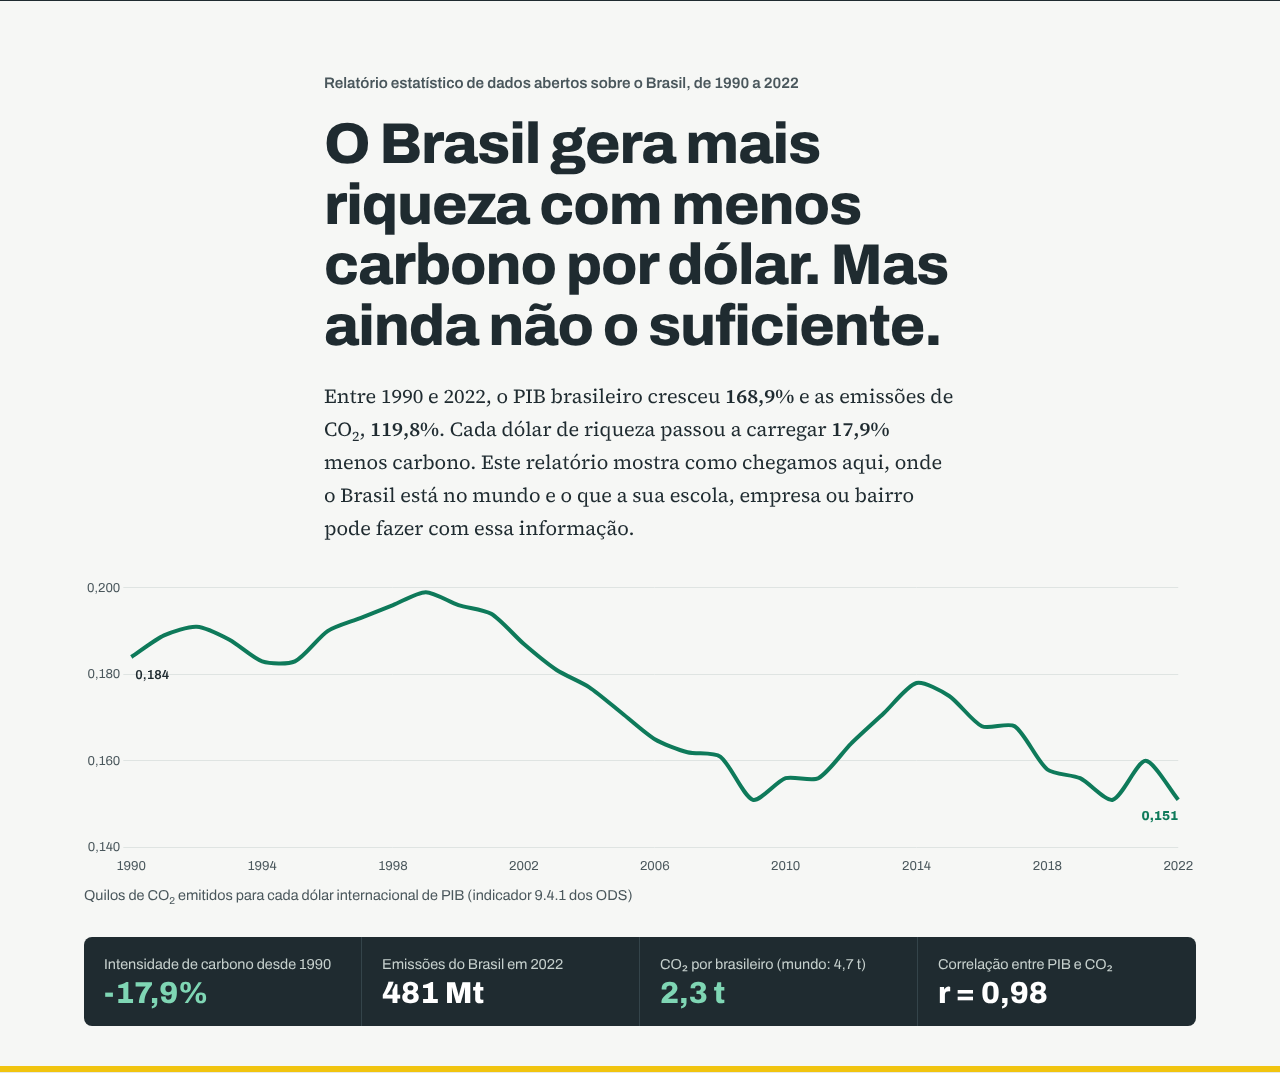 Relatório estatístico de dados abertos sobre o Brasil, de 1990 a 2022
O Brasil gera mais
riqueza com menos
carbono por dólar. Mas
ainda não o suficiente.
Entre 1990 e 2022, o PIB brasileiro cresceu 168,9% e as emissões de
CO₂, 119,8%. Cada dólar de riqueza passou a carregar 17,9%
menos carbono. Este relatório mostra como chegamos aqui, onde
o Brasil está no mundo e o que a sua escola, empresa ou bairro
pode fazer com essa informação.
0,200
0,180
0,184
0,160
0,151
0,140
1990 1994 1998 2002 2006 2010 2014 2018 2022
Quilos de CO₂ emitidos para cada dólar internacional de PIB (indicador 9.4.1 dos ODS)
Intensidade de carbono desde 1990
-17,9%
Emissões do Brasil em 2022
481 Mt
CO₂ por brasileiro (mundo: 4,7 t)
2,3 t
Correlação entre PIB e CO₂
r = 0,98